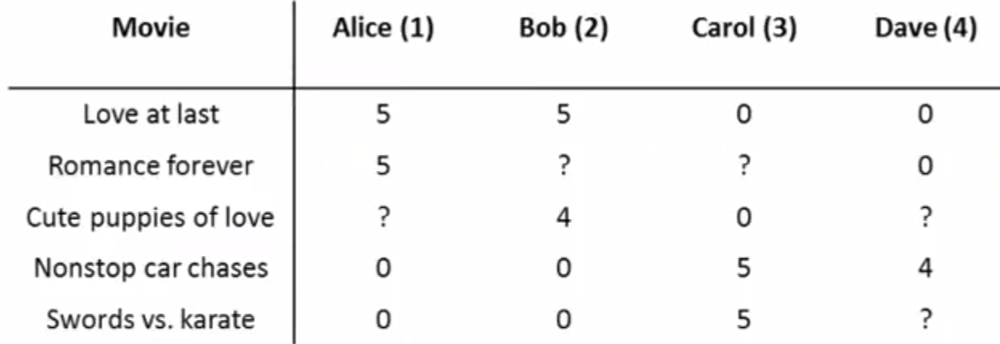 Movie Alice (1) Bob (2) Carol (3) Dave (4)
Love at last 5 5 0 0
Romance forever 5 ? ? 0
Cute puppies of love ? 4 0 ?
Nonstop car chases 0 0 5 4
Swords vs. karate 0 0 5 ?